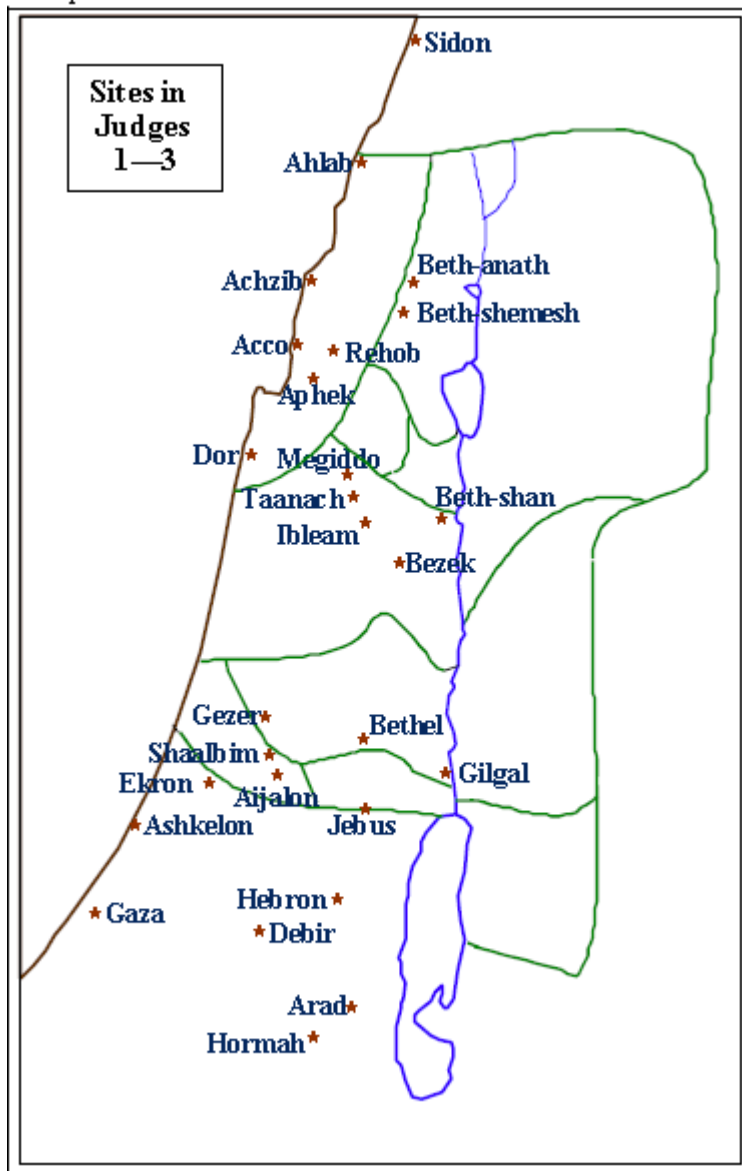 Sidon
Sites in
Judges
1—3
Ahlab
Beth-anath
Achzib
Beth-shemesh
Acco
Rehob
Aphek
Dor
Megiddo
Taanach
Beth-shan
Ibleam
Bezek
Gezer
Bethel
Shaalbim
Gilgal
Ekron
Aijalon
Ashkelon
Jebus
Hebron
Gaza
Debir
Arad
Hormah